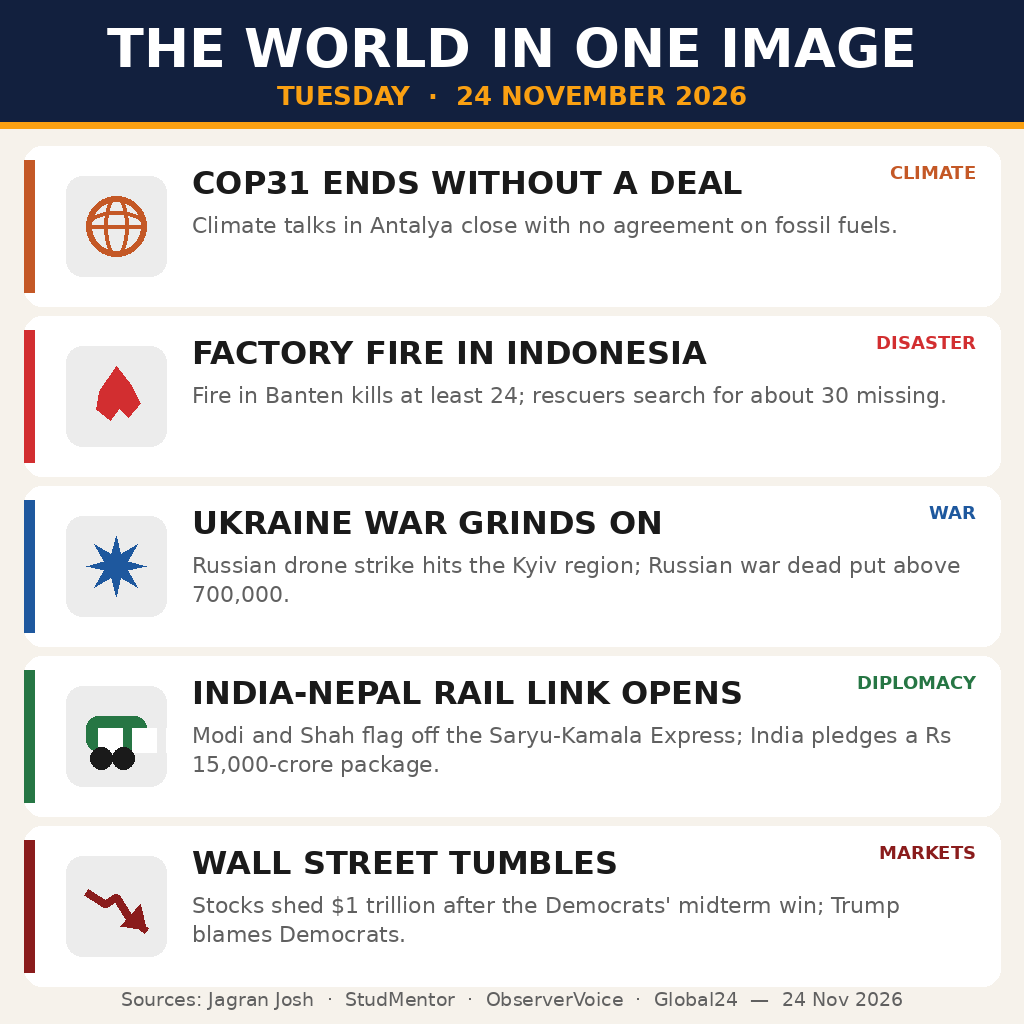 THE WORLD IN ONE IMAGE
TUESDAY · 24 NOVEMBER 2026
COP31 ENDS WITHOUT A DEAL
CLIMATE
Climate talks in Antalya close with no agreement on fossil fuels.
FACTORY FIRE IN INDONESIA
DISASTER
Fire in Banten kills at least 24; rescuers search for about 30 missing.
UKRAINE WAR GRINDS ON
WAR
Russian drone strike hits the Kyiv region; Russian war dead put above
700,000.
INDIA-NEPAL RAIL LINK OPENS
DIPLOMACY
Modi and Shah flag off the Saryu-Kamala Express; India pledges a Rs
15,000-crore package.
WALL STREET TUMBLES
MARKETS
Stocks shed $1 trillion after the Democrats' midterm win; Trump
blames Democrats.
Sources: Jagran Josh · StudMentor · ObserverVoice · Global24 — 24 Nov 2026